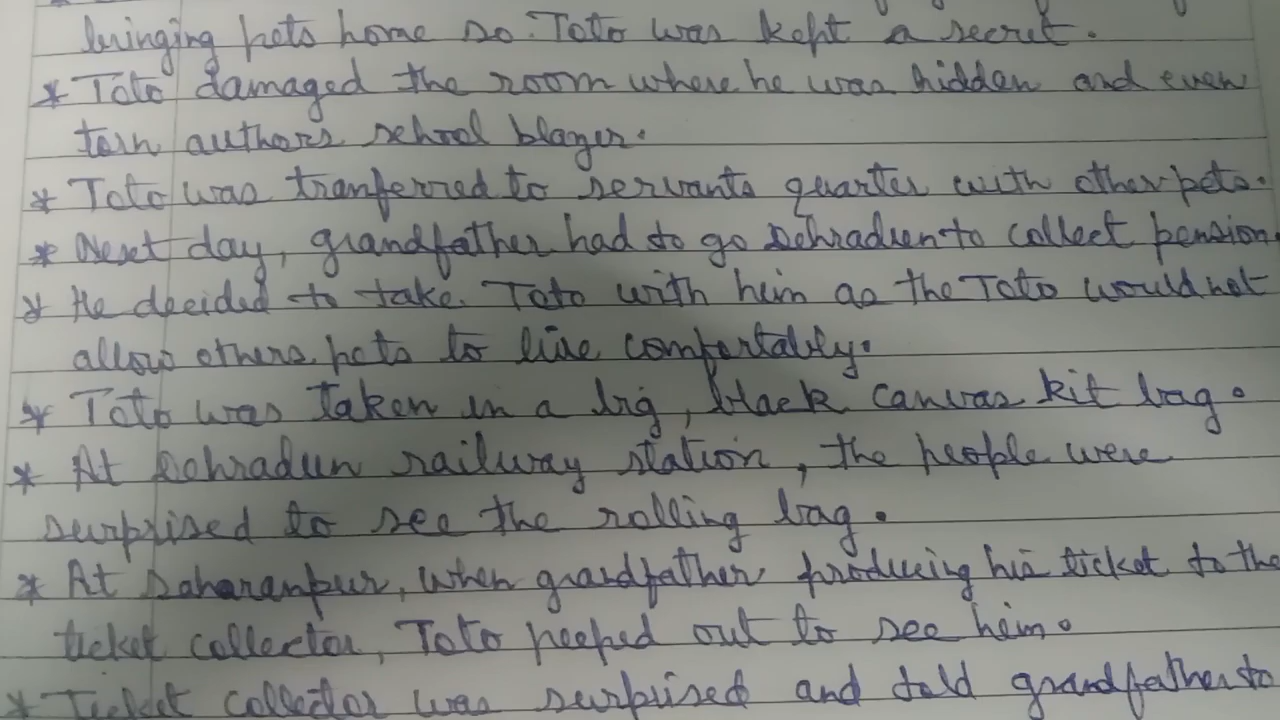 bringing pets home so Toto was kept a secret.
* Toto damaged the room where he was hidden and even
torn authors school blazer.
* Toto was tranferred to servants quarter with other pets.
* Next day, grandfather had to go Dehraduen to collect pension.
* He decided to take. Toto with him as the Toto would not
allow others pets to live comfortably.
* Toto was taken in a big, black canvas kit bag.
* At Dehradun railway station, the people were
surprised to see the rolling bag.
* At Saharanpur, when grandfather producing his ticket to the
ticket collector, Toto peeped out to see him.
* Ticket collector was surprised and told grandfather to